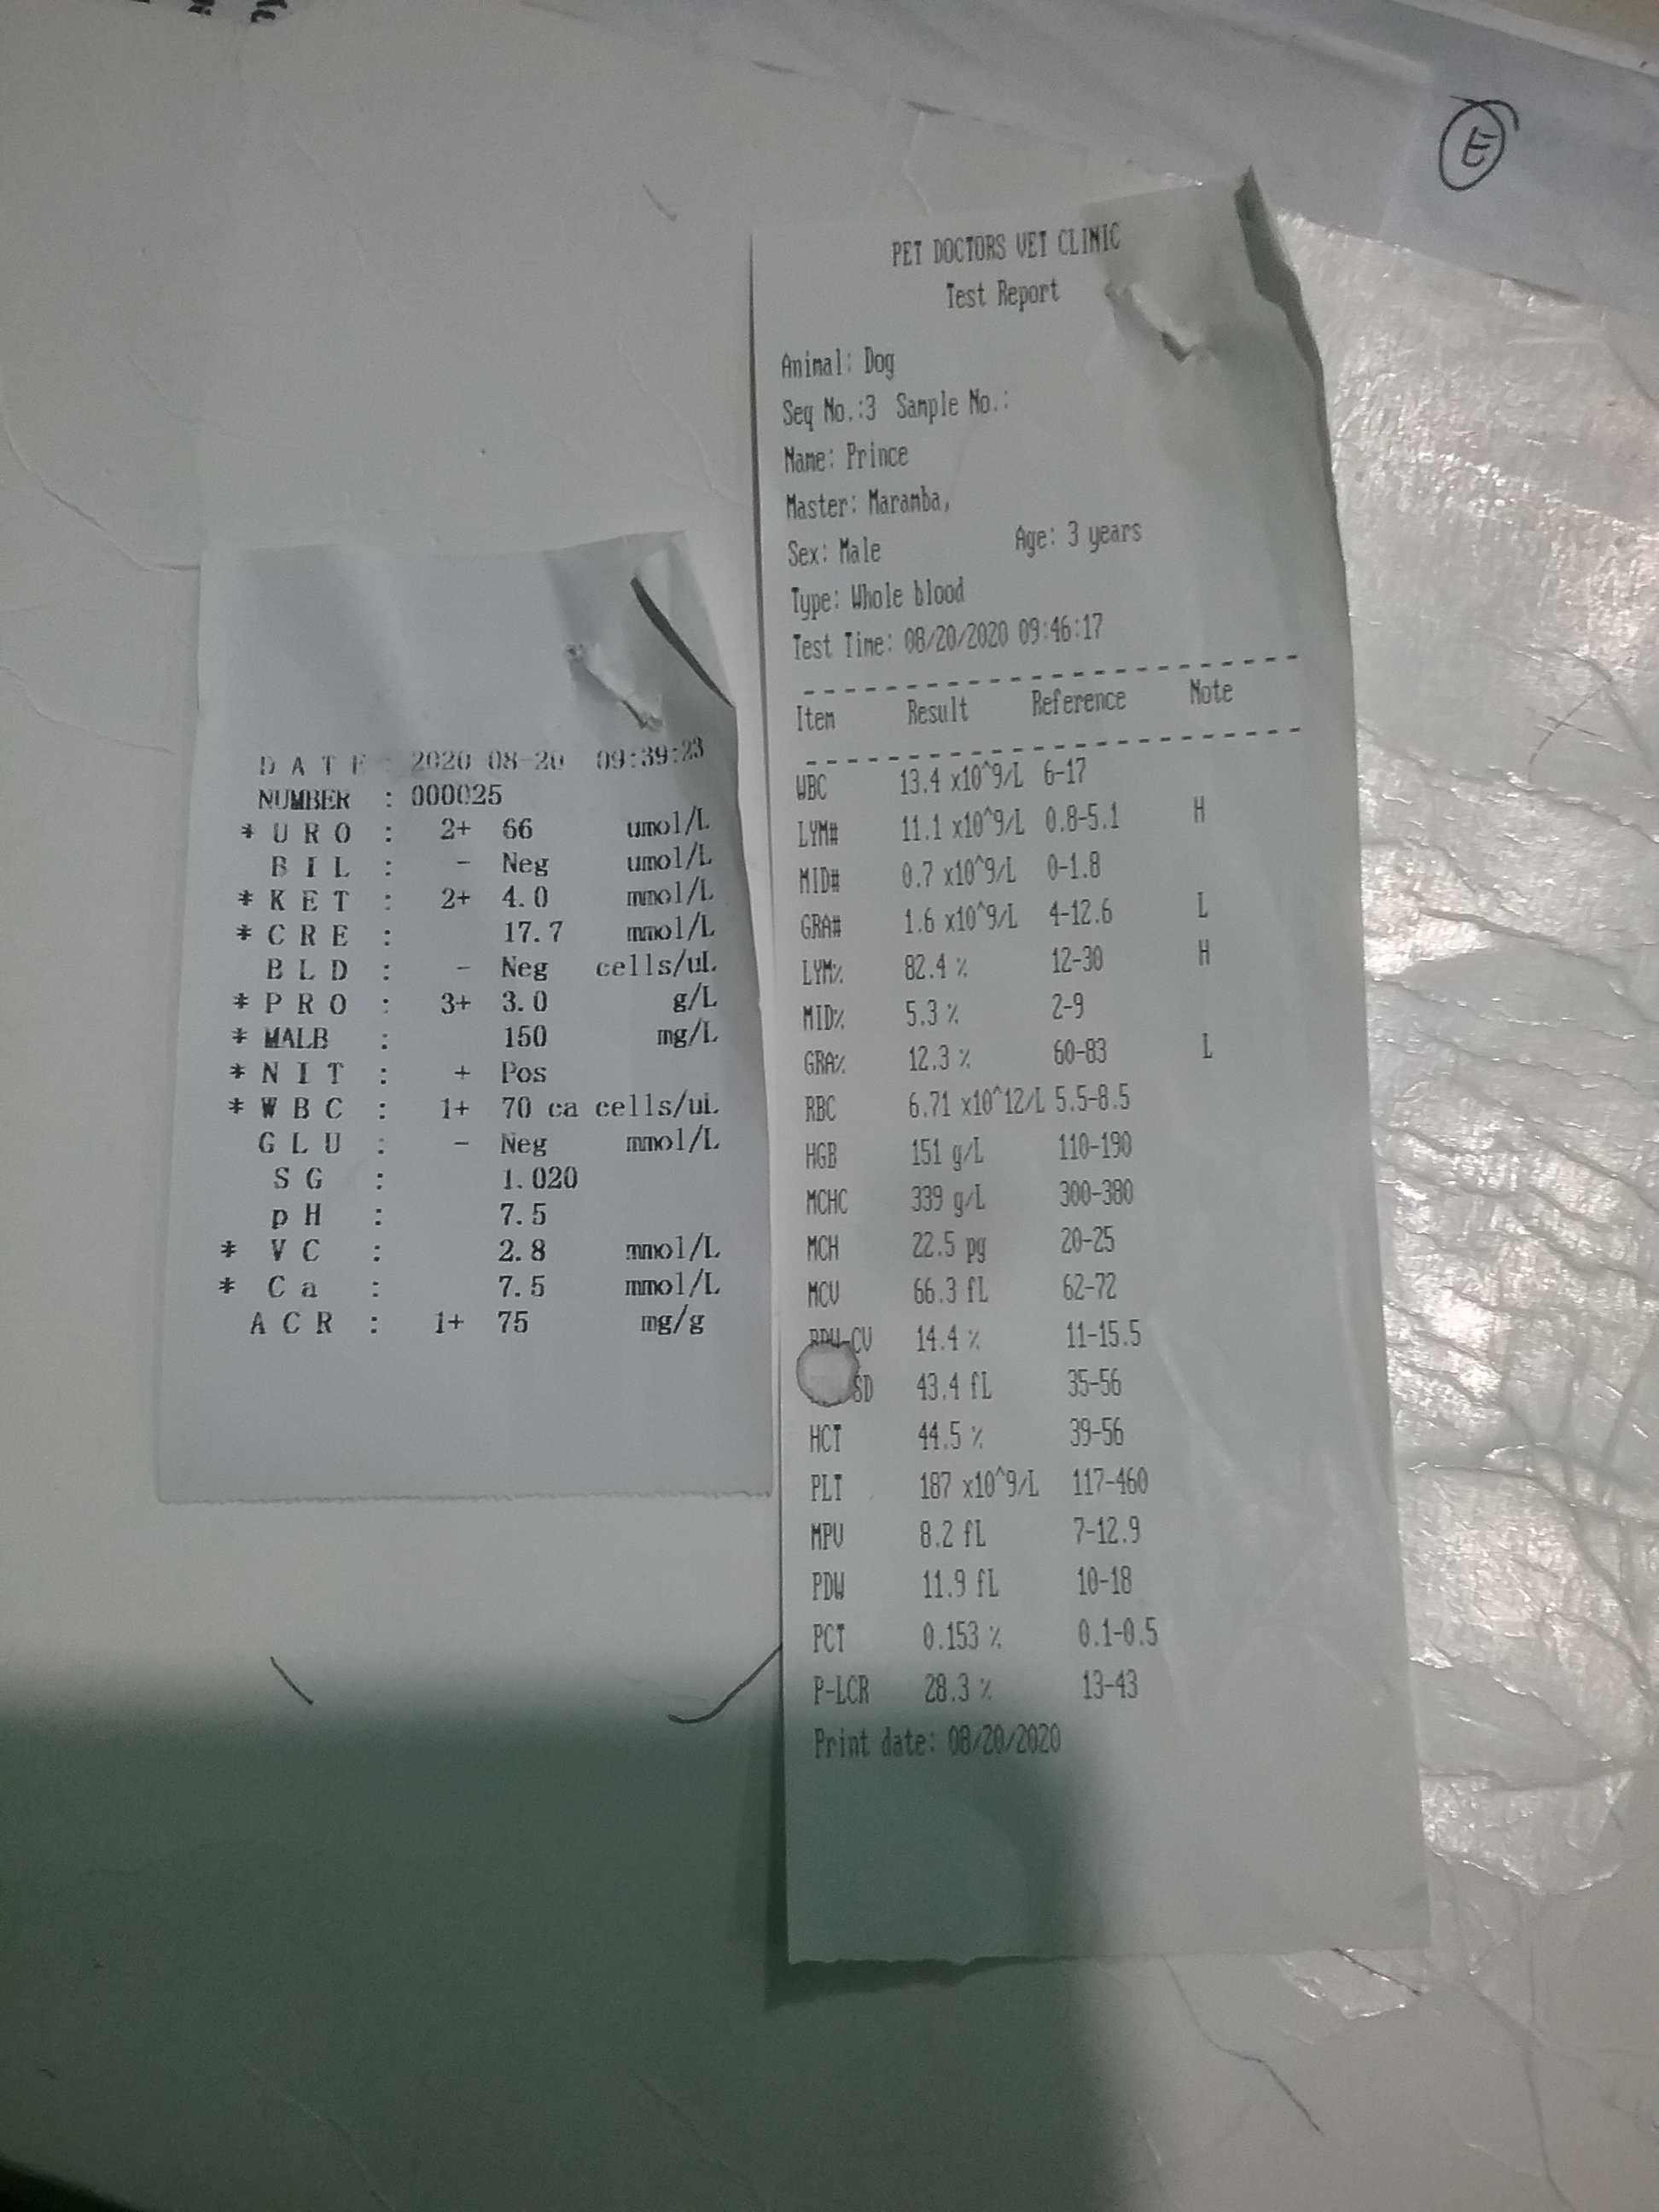 E
DATE : 2020 08-20 09:39:23
NUMBER : 000025
* URO : 2+ 66 umol/L
BIL : - Neg umol/L
* KET : 2+ 4.0 mmol/L
* CRE : 17.7 mmol/L
BLD : - Neg cells/uL
* PRO : 3+ 3.0 g/L
* MALB : 150 mg/L
* NIT : + Pos
* WBC : 1+ 70 ca cells/uL
GLU : - Neg mmol/L
SG : 1.020
pH : 7.5
* VC : 2.8 mmol/L
* Ca : 7.5 mmol/L
ACR : 1+ 75 mg/g
PET DOCTORS VET CLINIC
Test Report
Animal: Dog
Seq No.:3 Sample No.:
Name: Prince
Master: Maramba,
Sex: Male Age: 3 years
Type: Whole blood
Test Time: 08/20/2020 09:46:17
Item Result Reference Note
WBC 13.4 x10^9/L 6-17
LYM# 11.1 x10^9/L 0.8-5.1 H
MID# 0.7 x10^9/L 0-1.8
GRA# 1.6 x10^9/L 4-12.6 L
LYM% 82.4 % 12-30 H
MID% 5.3 % 2-9
GRA% 12.3 % 60-83 L
RBC 6.71 x10^12/L 5.5-8.5
HGB 151 g/L 110-190
MCHC 339 g/L 300-380
MCH 22.5 pg 20-25
MCV 66.3 fL 62-72
RDW-CV 14.4 % 11-15.5
SD 43.4 fL 35-56
HCT 44.5 % 39-56
PLT 187 x10^9/L 117-460
MPV 8.2 fL 7-12.9
PDW 11.9 fL 10-18
PCT 0.153 % 0.1-0.5
P-LCR 28.3 % 13-43
Print date: 08/20/2020